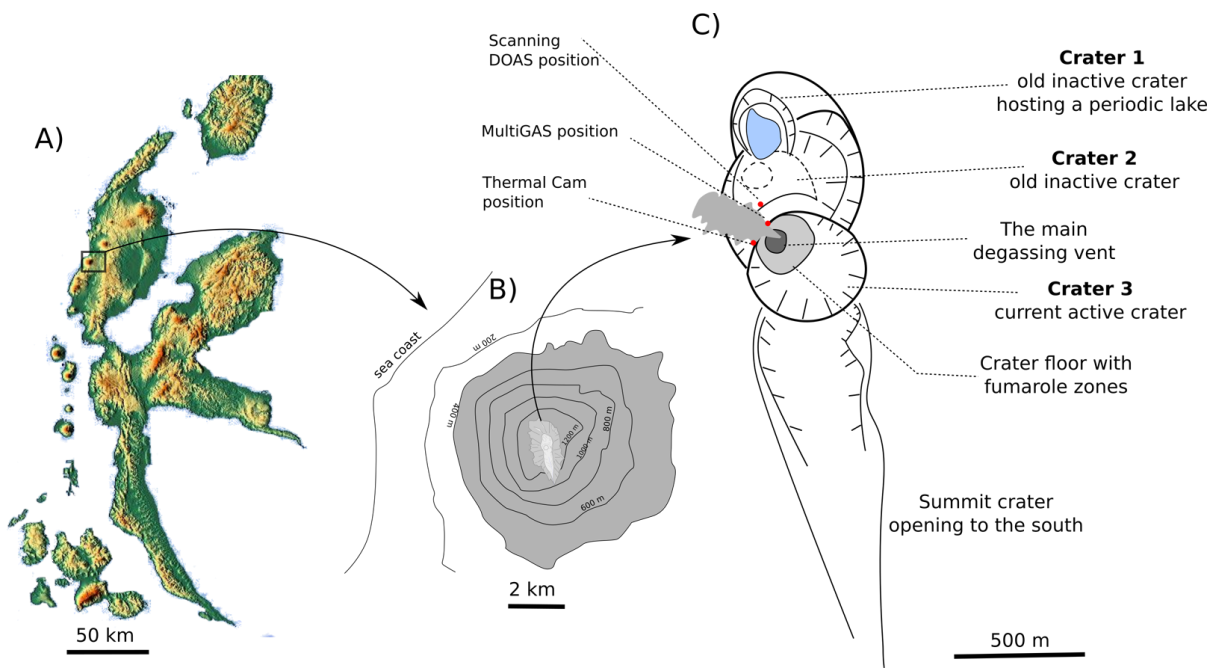 A)
50 km
B)
sea coast
200 m
400 m
600 m
800 m
1000 m
1200 m
2 km
C)
Scanning
DOAS position
MultiGAS position
Thermal Cam
position
Crater 1
old inactive crater
hosting a periodic lake
Crater 2
old inactive crater
The main
degassing vent
Crater 3
current active crater
Crater floor with
fumarole zones
Summit crater
opening to the south
500 m